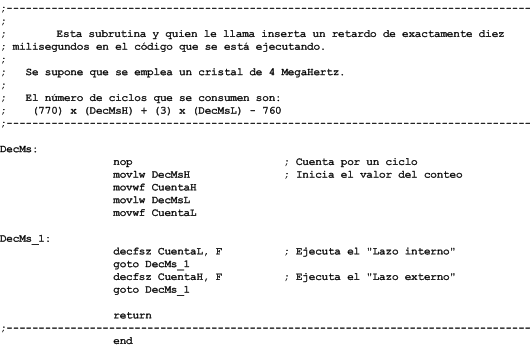 ;--------------------------------------------------------------------------------
;
;        Esta subrutina y quien le llama inserta un retardo de exactamente diez
; milisegundos en el código que se está ejecutando.
;
;   Se supone que se emplea un cristal de 4 MegaHertz.
;
;   El número de ciclos que se consumen son:
;    (770) x (DecMsH) + (3) x (DecMsL) - 760
;--------------------------------------------------------------------------------
DecMs:
nop                       ; Cuenta por un ciclo
movlw DecMsH              ; Inicia el valor del conteo
movwf CuentaH
movlw DecMsL
movwf CuentaL
DecMs_1:
decfsz CuentaL, F         ; Ejecuta el "Lazo interno"
goto DecMs_1
decfsz CuentaH, F         ; Ejecuta el "Lazo externo"
goto DecMs_1
return
;--------------------------------------------------------------------------------
end